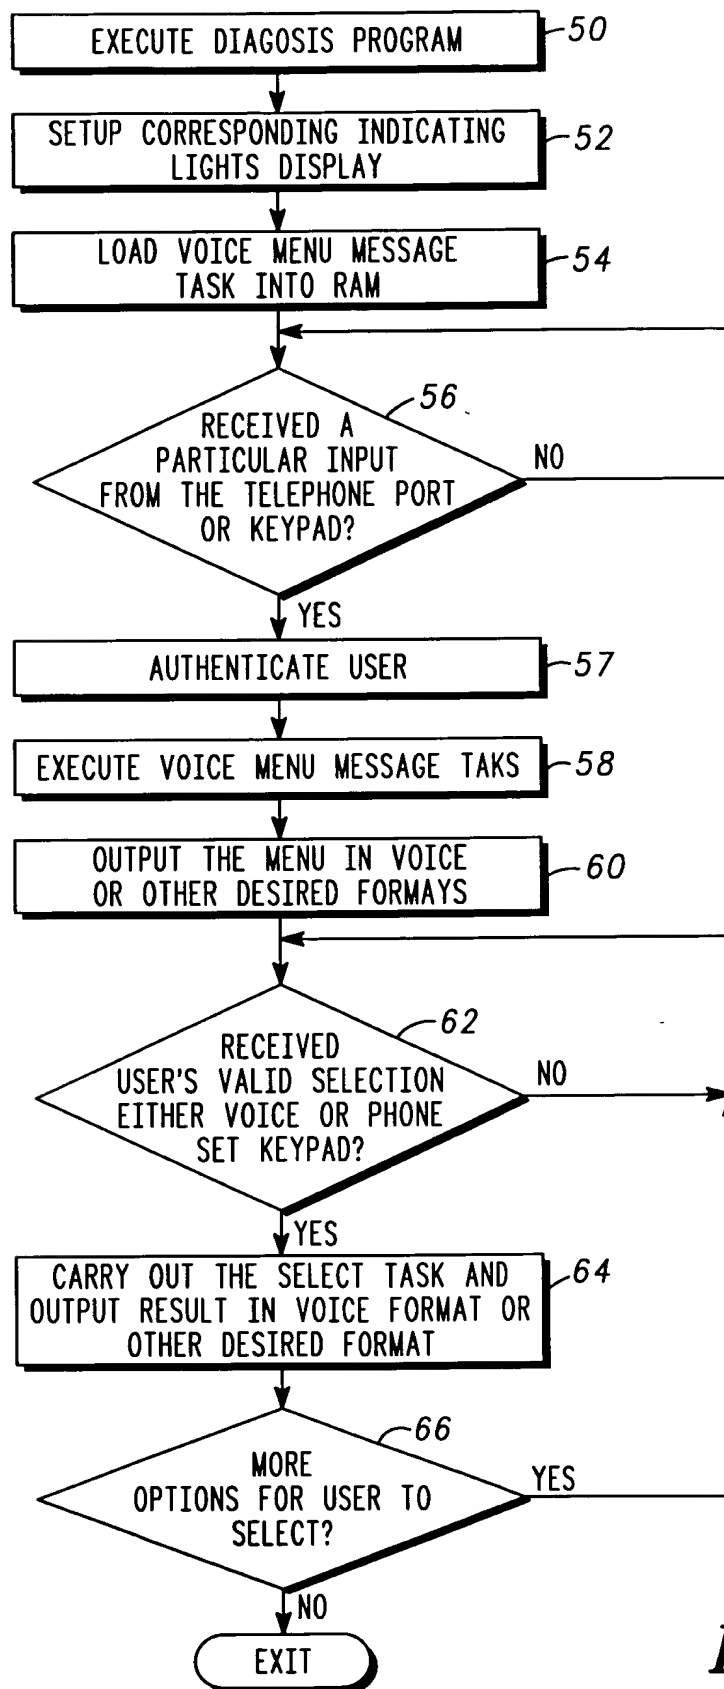 EXECUTE DIAGOSIS PROGRAM
50
SETUP CORRESPONDING INDICATING
LIGHTS DISPLAY
52
LOAD VOICE MENU MESSAGE
TASK INTO RAM
54
56
RECEIVED A
PARTICULAR INPUT
FROM THE TELEPHONE PORT
OR KEYPAD?
NO
YES
AUTHENTICATE USER
57
EXECUTE VOICE MENU MESSAGE TAKS
58
OUTPUT THE MENU IN VOICE
OR OTHER DESIRED FORMAYS
60
62
RECEIVED
USER'S VALID SELECTION
EITHER VOICE OR PHONE
SET KEYPAD?
NO
YES
CARRY OUT THE SELECT TASK AND
OUTPUT RESULT IN VOICE FORMAT OR
OTHER DESIRED FORMAT
64
66
MORE
OPTIONS FOR USER TO
SELECT?
YES
NO
EXIT